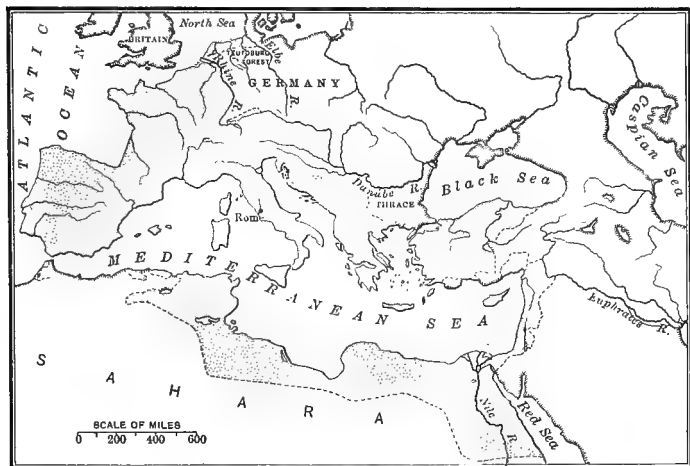 North Sea
BRITAIN
ATLANTIC
OCEAN
Elbe
R.
TEUTOBURG
FOREST
Rhine
R.
GERMANY
Caspian Sea
Danube R.
THRACE
Black Sea
Rome
MEDITERRANEAN SEA
Euphrates R.
SAHARA
Nile
R.
Red Sea
SCALE OF MILES
0 200 400 600